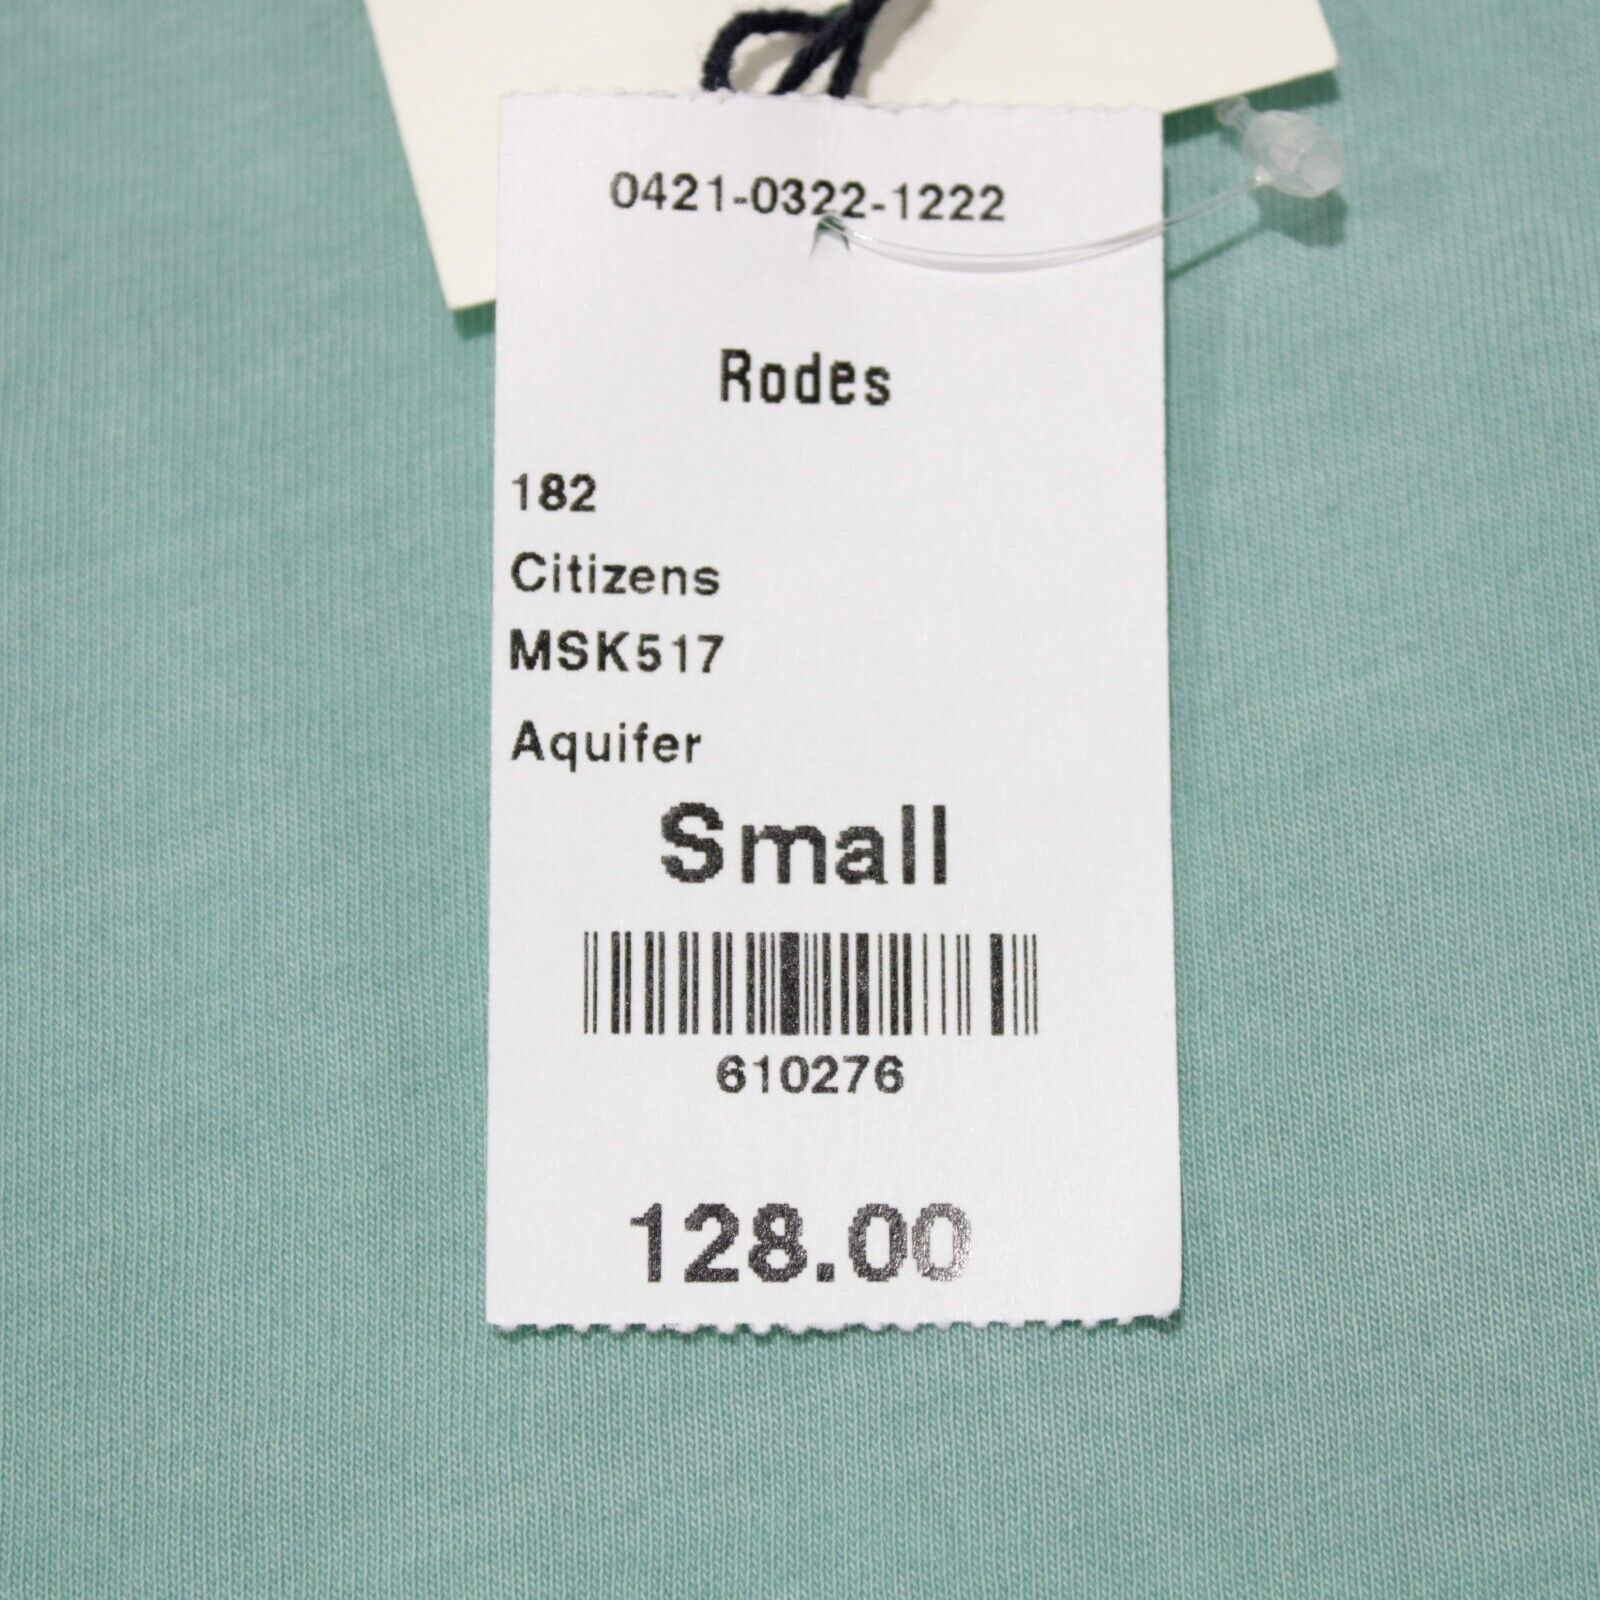 0421-0322-1222
Rodes
182
Citizens
MSK517
Aquifer
Small
610276
128.00